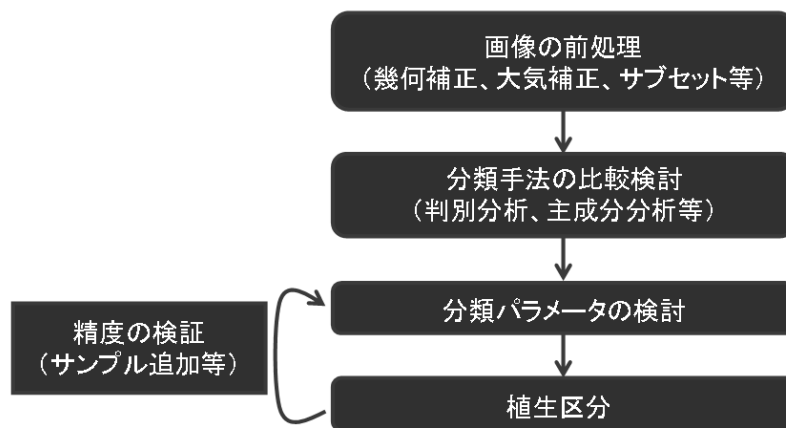 画像の前処理
（幾何補正、大気補正、サブセット等）
分類手法の比較検討
（判別分析、主成分分析等）
分類パラメータの検討
精度の検証
（サンプル追加等）
植生区分